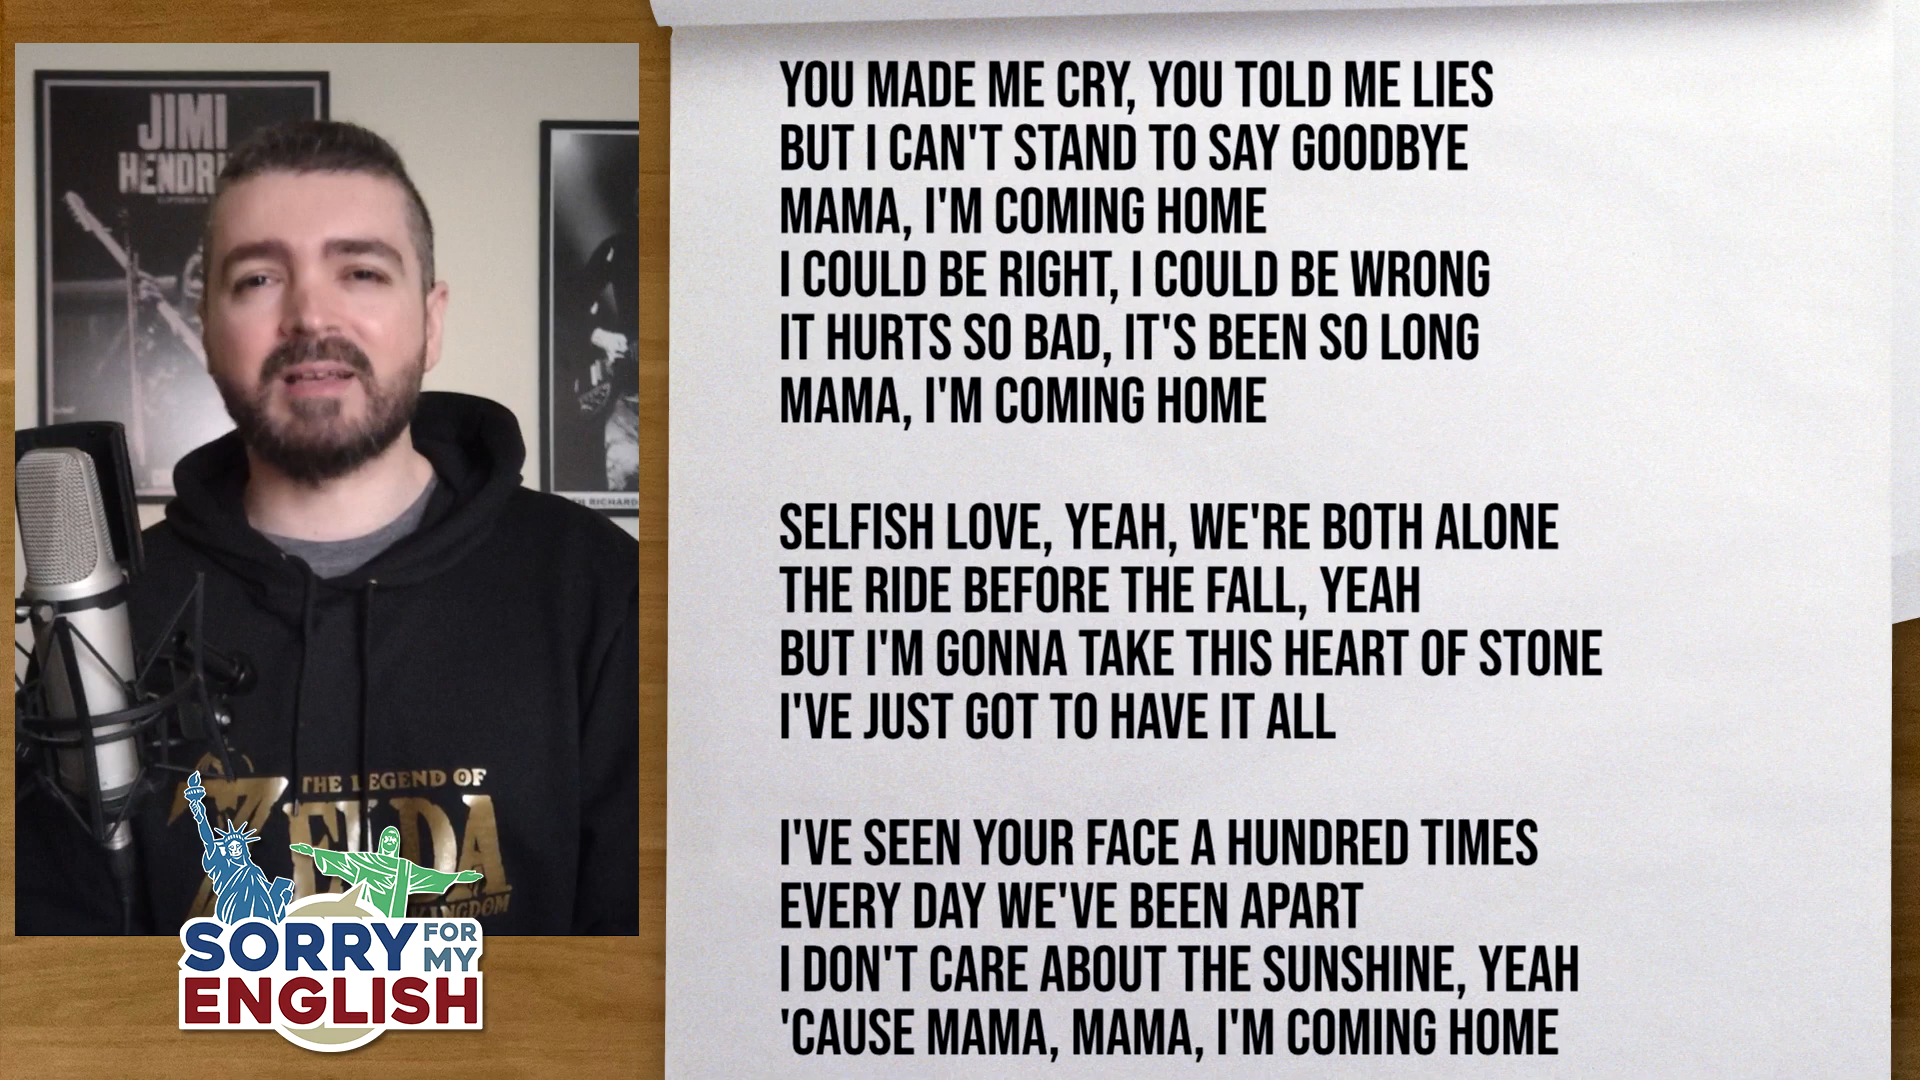 JIMI
HENDR
THE LEGEND OF
ZELDA
KINGDOM
SORRY FOR MY
ENGLISH
YOU MADE ME CRY, YOU TOLD ME LIES
BUT I CAN'T STAND TO SAY GOODBYE
MAMA, I'M COMING HOME
I COULD BE RIGHT, I COULD BE WRONG
IT HURTS SO BAD, IT'S BEEN SO LONG
MAMA, I'M COMING HOME
SELFISH LOVE, YEAH, WE'RE BOTH ALONE
THE RIDE BEFORE THE FALL, YEAH
BUT I'M GONNA TAKE THIS HEART OF STONE
I'VE JUST GOT TO HAVE IT ALL
I'VE SEEN YOUR FACE A HUNDRED TIMES
EVERY DAY WE'VE BEEN APART
I DON'T CARE ABOUT THE SUNSHINE, YEAH
'CAUSE MAMA, MAMA, I'M COMING HOME